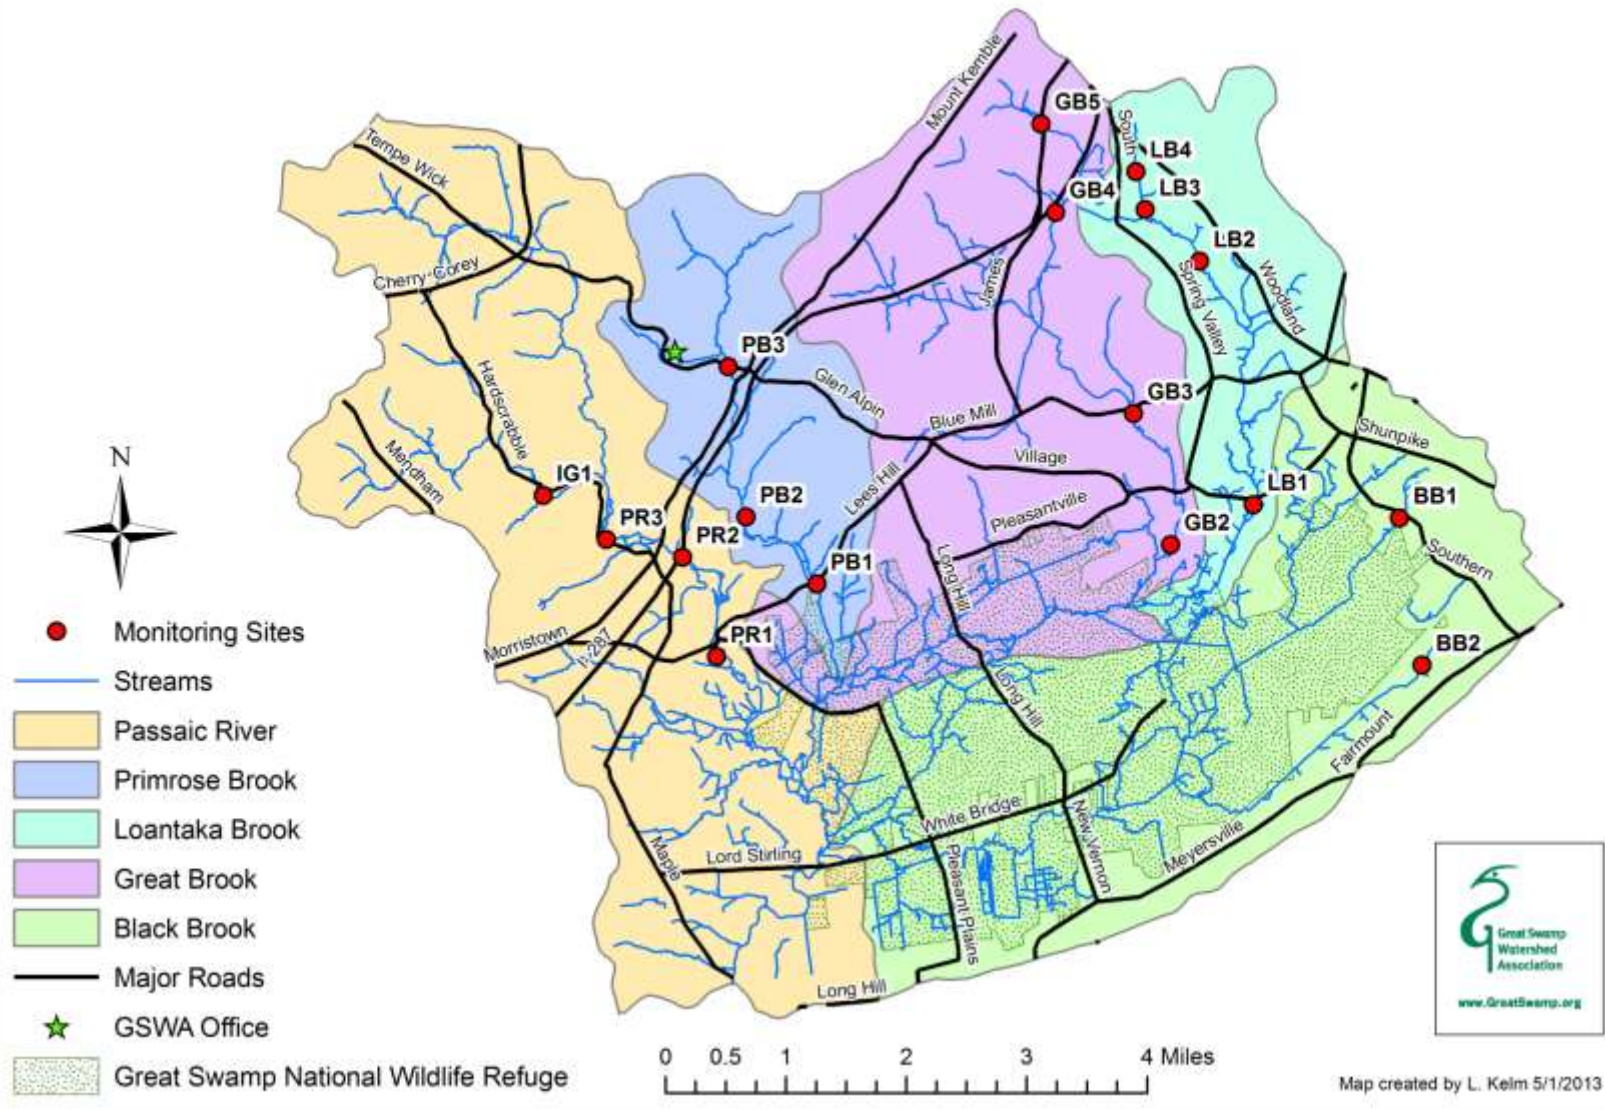 Mount Kemble
GB5
South
LB4
Tempe Wick
GB4
LB3
LB2
Cherry-Corey
James
Spring Valley
Woodland
PB3
Glen Alpin
Hardscrabble
GB3
Blue Mill
Shunpike
Mendham
Village
N
IG1
Lees Hill
LB1
PB2
Pleasantville
BB1
PR3
GB2
PR2
Southern
PB1
Long Hill
Monitoring Sites
Morristown
I-287
PR1
BB2
Streams
Long Hill
Passaic River
Fairmount
Primrose Brook
White Bridge
New Vernon
Loantaka Brook
Maple
Lord Stirling
Meyersville
Great Brook
Pleasant Plains
Black Brook
Great Swamp
Watershed
Association
Major Roads
Long Hill
www.GreatSwamp.org
GSWA Office
0 0.5 1 2 3 4 Miles
Great Swamp National Wildlife Refuge
Map created by L. Kelm 5/1/2013